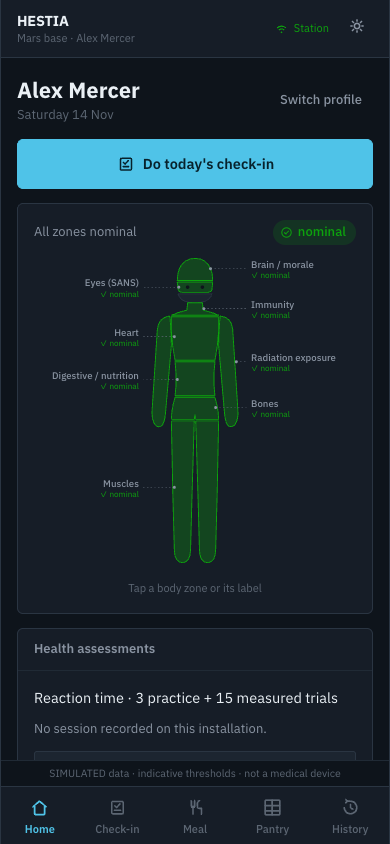 HESTIA
Mars base · Alex Mercer
Station
Alex Mercer
Saturday 14 Nov
Switch profile
Do today's check-in
All zones nominal
nominal
Brain / morale
✓ nominal
Eyes (SANS)
✓ nominal
Immunity
✓ nominal
Heart
✓ nominal
Radiation exposure
✓ nominal
Digestive / nutrition
✓ nominal
Bones
✓ nominal
Muscles
✓ nominal
Tap a body zone or its label
Health assessments
Reaction time · 3 practice + 15 measured trials
No session recorded on this installation.
SIMULATED data · indicative thresholds · not a medical device
Home
Check-in
Meal
Pantry
History